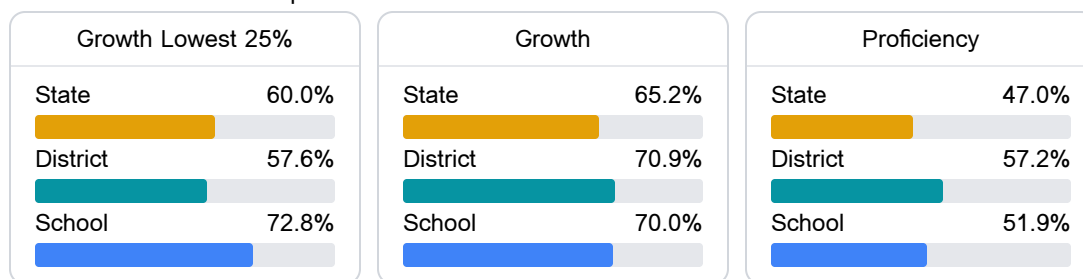 Growth Lowest 25%
State 60.0%
District 57.6%
School 72.8%
Growth
State 65.2%
District 70.9%
School 70.0%
Proficiency
State 47.0%
District 57.2%
School 51.9%